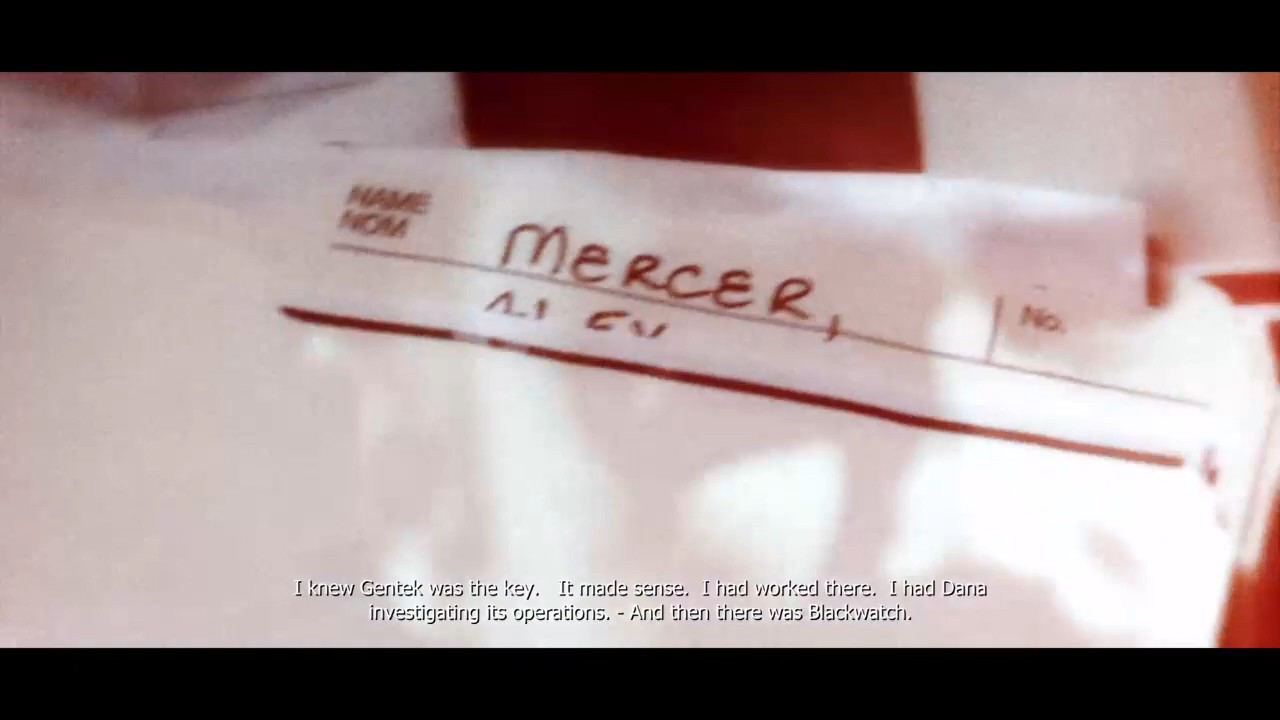 NAME
NOM
MERCER,
No.
I knew Gentek was the key. It made sense. I had worked there. I had Dana
investigating its operations. - And then there was Blackwatch.